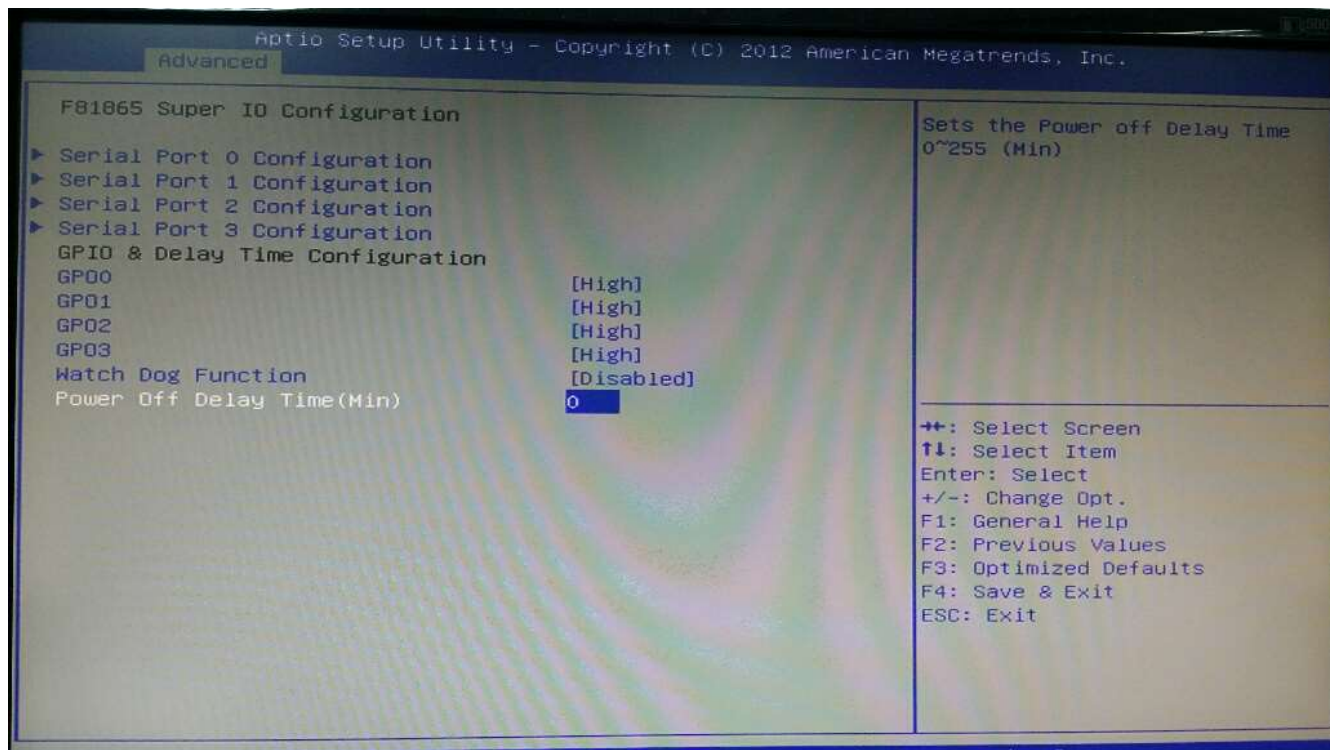 Aptio Setup Utility - Copyright (C) 2012 American Megatrends, Inc.
Advanced
F81865 Super IO Configuration
► Serial Port 0 Configuration
► Serial Port 1 Configuration
► Serial Port 2 Configuration
► Serial Port 3 Configuration
GPIO & Delay Time Configuration
GPO0 [High]
GPO1 [High]
GPO2 [High]
GPO3 [High]
Watch Dog Function [Disabled]
Power Off Delay Time(Min) 0
Sets the Power off Delay Time
0~255 (Min)
→←: Select Screen
↑↓: Select Item
Enter: Select
+/-: Change Opt.
F1: General Help
F2: Previous Values
F3: Optimized Defaults
F4: Save & Exit
ESC: Exit